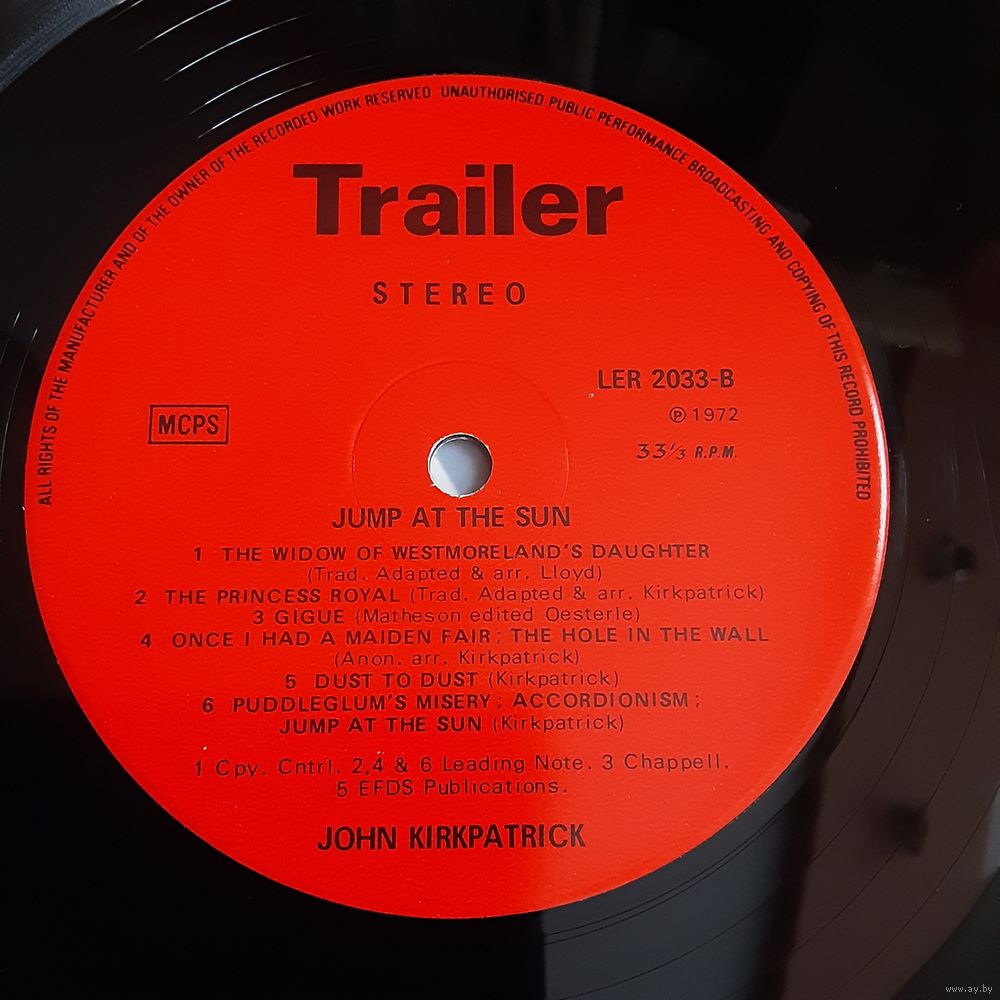 ALL RIGHTS OF THE MANUFACTURER AND OF THE OWNER OF THE RECORDED WORK RESERVED UNAUTHORISED PUBLIC PERFORMANCE BROADCASTING AND COPYING OF THIS RECORD PROHIBITED
Trailer
STEREO
LER 2033-B
℗ 1972
MCPS
33⅓ R.P.M.
JUMP AT THE SUN
1 THE WIDOW OF WESTMORELAND'S DAUGHTER
(Trad. Adapted & arr. Lloyd)
2 THE PRINCESS ROYAL (Trad. Adapted & arr. Kirkpatrick)
3 GIGUE (Matheson edited Oesterle)
4 ONCE I HAD A MAIDEN FAIR : THE HOLE IN THE WALL
(Anon. arr. Kirkpatrick)
5 DUST TO DUST (Kirkpatrick)
6 PUDDLEGLUM'S MISERY : ACCORDIONISM ;
JUMP AT THE SUN (Kirkpatrick)
1 Cpy. Cntrl. 2,4 & 6 Leading Note. 3 Chappell.
5 EFDS Publications.
JOHN KIRKPATRICK
www.ay.by